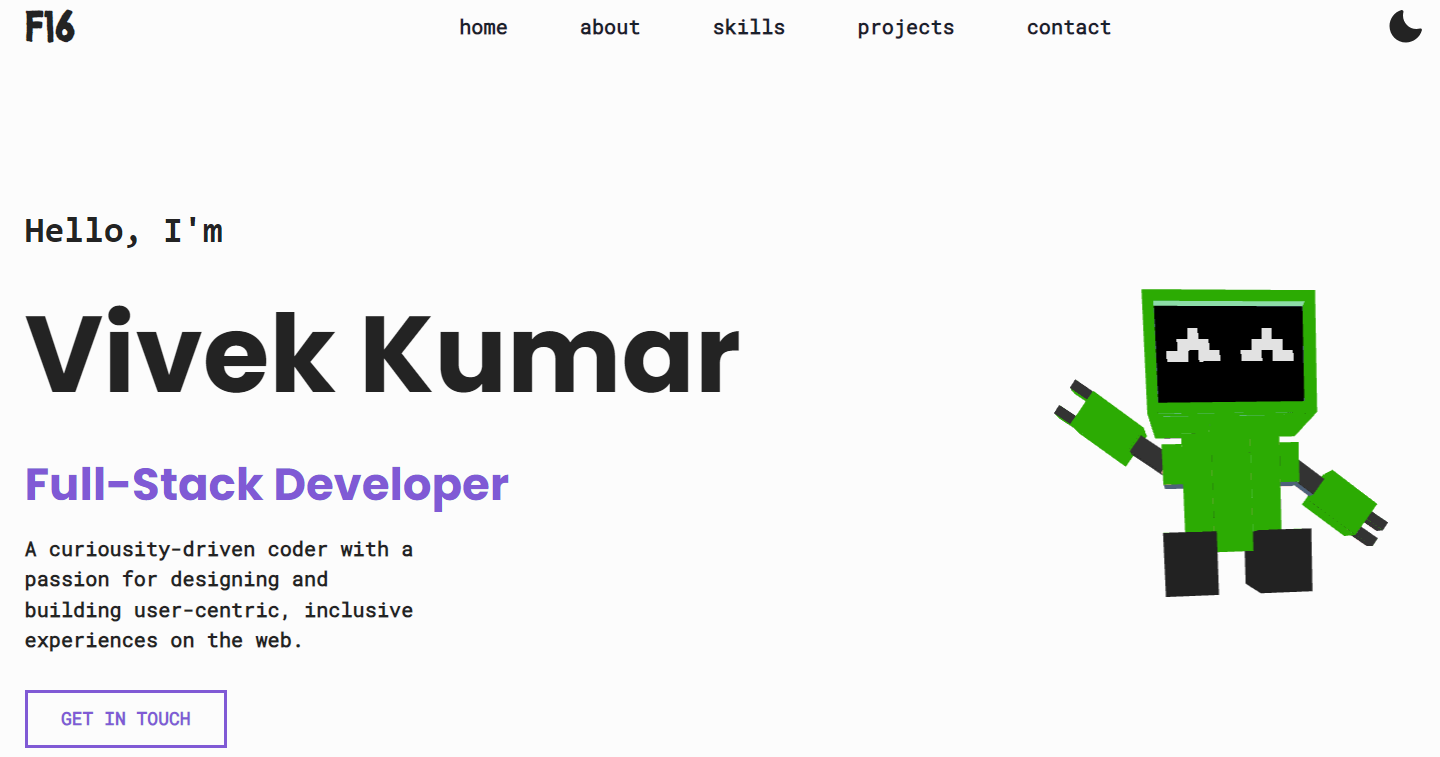 F16
home about skills projects contact
Hello, I'm
Vivek Kumar
Full-Stack Developer
A curiousity-driven coder with a
passion for designing and
building user-centric, inclusive
experiences on the web.
GET IN TOUCH